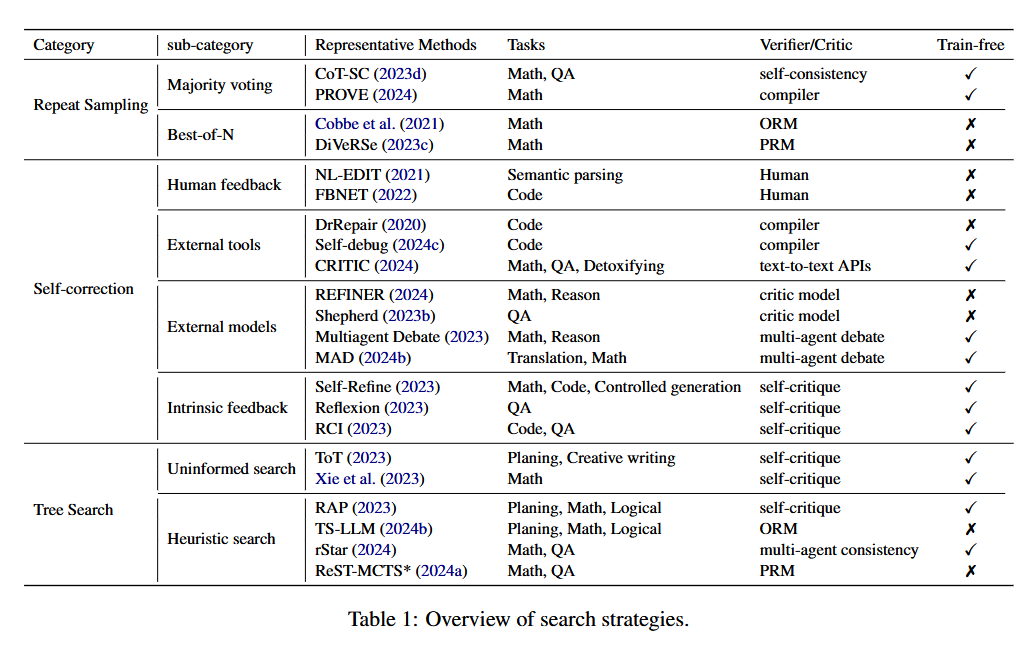 Category sub-category Representative Methods Tasks Verifier/Critic Train-free
Repeat Sampling
Majority voting
CoT-SC (2023d) Math, QA self-consistency ✓
PROVE (2024) Math compiler ✓
Best-of-N
Cobbe et al. (2021) Math ORM ✗
DiVeRSe (2023c) Math PRM ✗
Self-correction
Human feedback
NL-EDIT (2021) Semantic parsing Human ✗
FBNET (2022) Code Human ✗
External tools
DrRepair (2020) Code compiler ✗
Self-debug (2024c) Code compiler ✓
CRITIC (2024) Math, QA, Detoxifying text-to-text APIs ✓
External models
REFINER (2024) Math, Reason critic model ✗
Shepherd (2023b) QA critic model ✗
Multiagent Debate (2023) Math, Reason multi-agent debate ✓
MAD (2024b) Translation, Math multi-agent debate ✓
Intrinsic feedback
Self-Refine (2023) Math, Code, Controlled generation self-critique ✓
Reflexion (2023) QA self-critique ✓
RCI (2023) Code, QA self-critique ✓
Tree Search
Uninformed search
ToT (2023) Planing, Creative writing self-critique ✓
Xie et al. (2023) Math self-critique ✓
Heuristic search
RAP (2023) Planing, Math, Logical self-critique ✓
TS-LLM (2024b) Planing, Math, Logical ORM ✗
rStar (2024) Math, QA multi-agent consistency ✓
ReST-MCTS* (2024a) Math, QA PRM ✗
Table 1: Overview of search strategies.